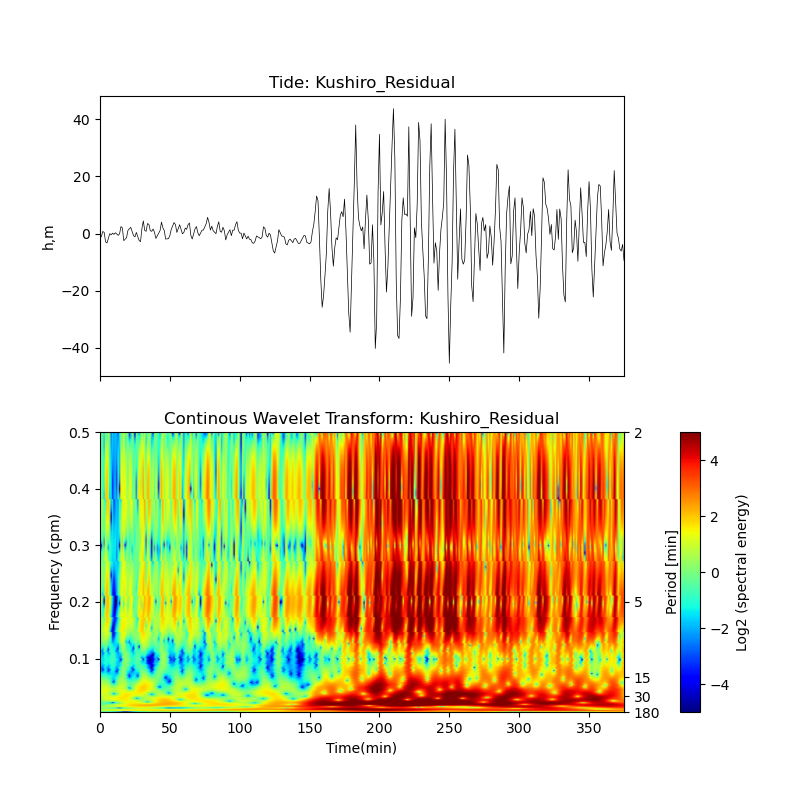 Tide: Kushiro_Residual
40
20
0
−20
−40
h,m
Continous Wavelet Transform: Kushiro_Residual
0.5
0.4
0.3
0.2
0.1
Frequency (cpm)
0 50 100 150 200 250 300 350
Time(min)
2
5
15
30
180
Period [min]
4
2
0
−2
−4
Log2 (spectral energy)